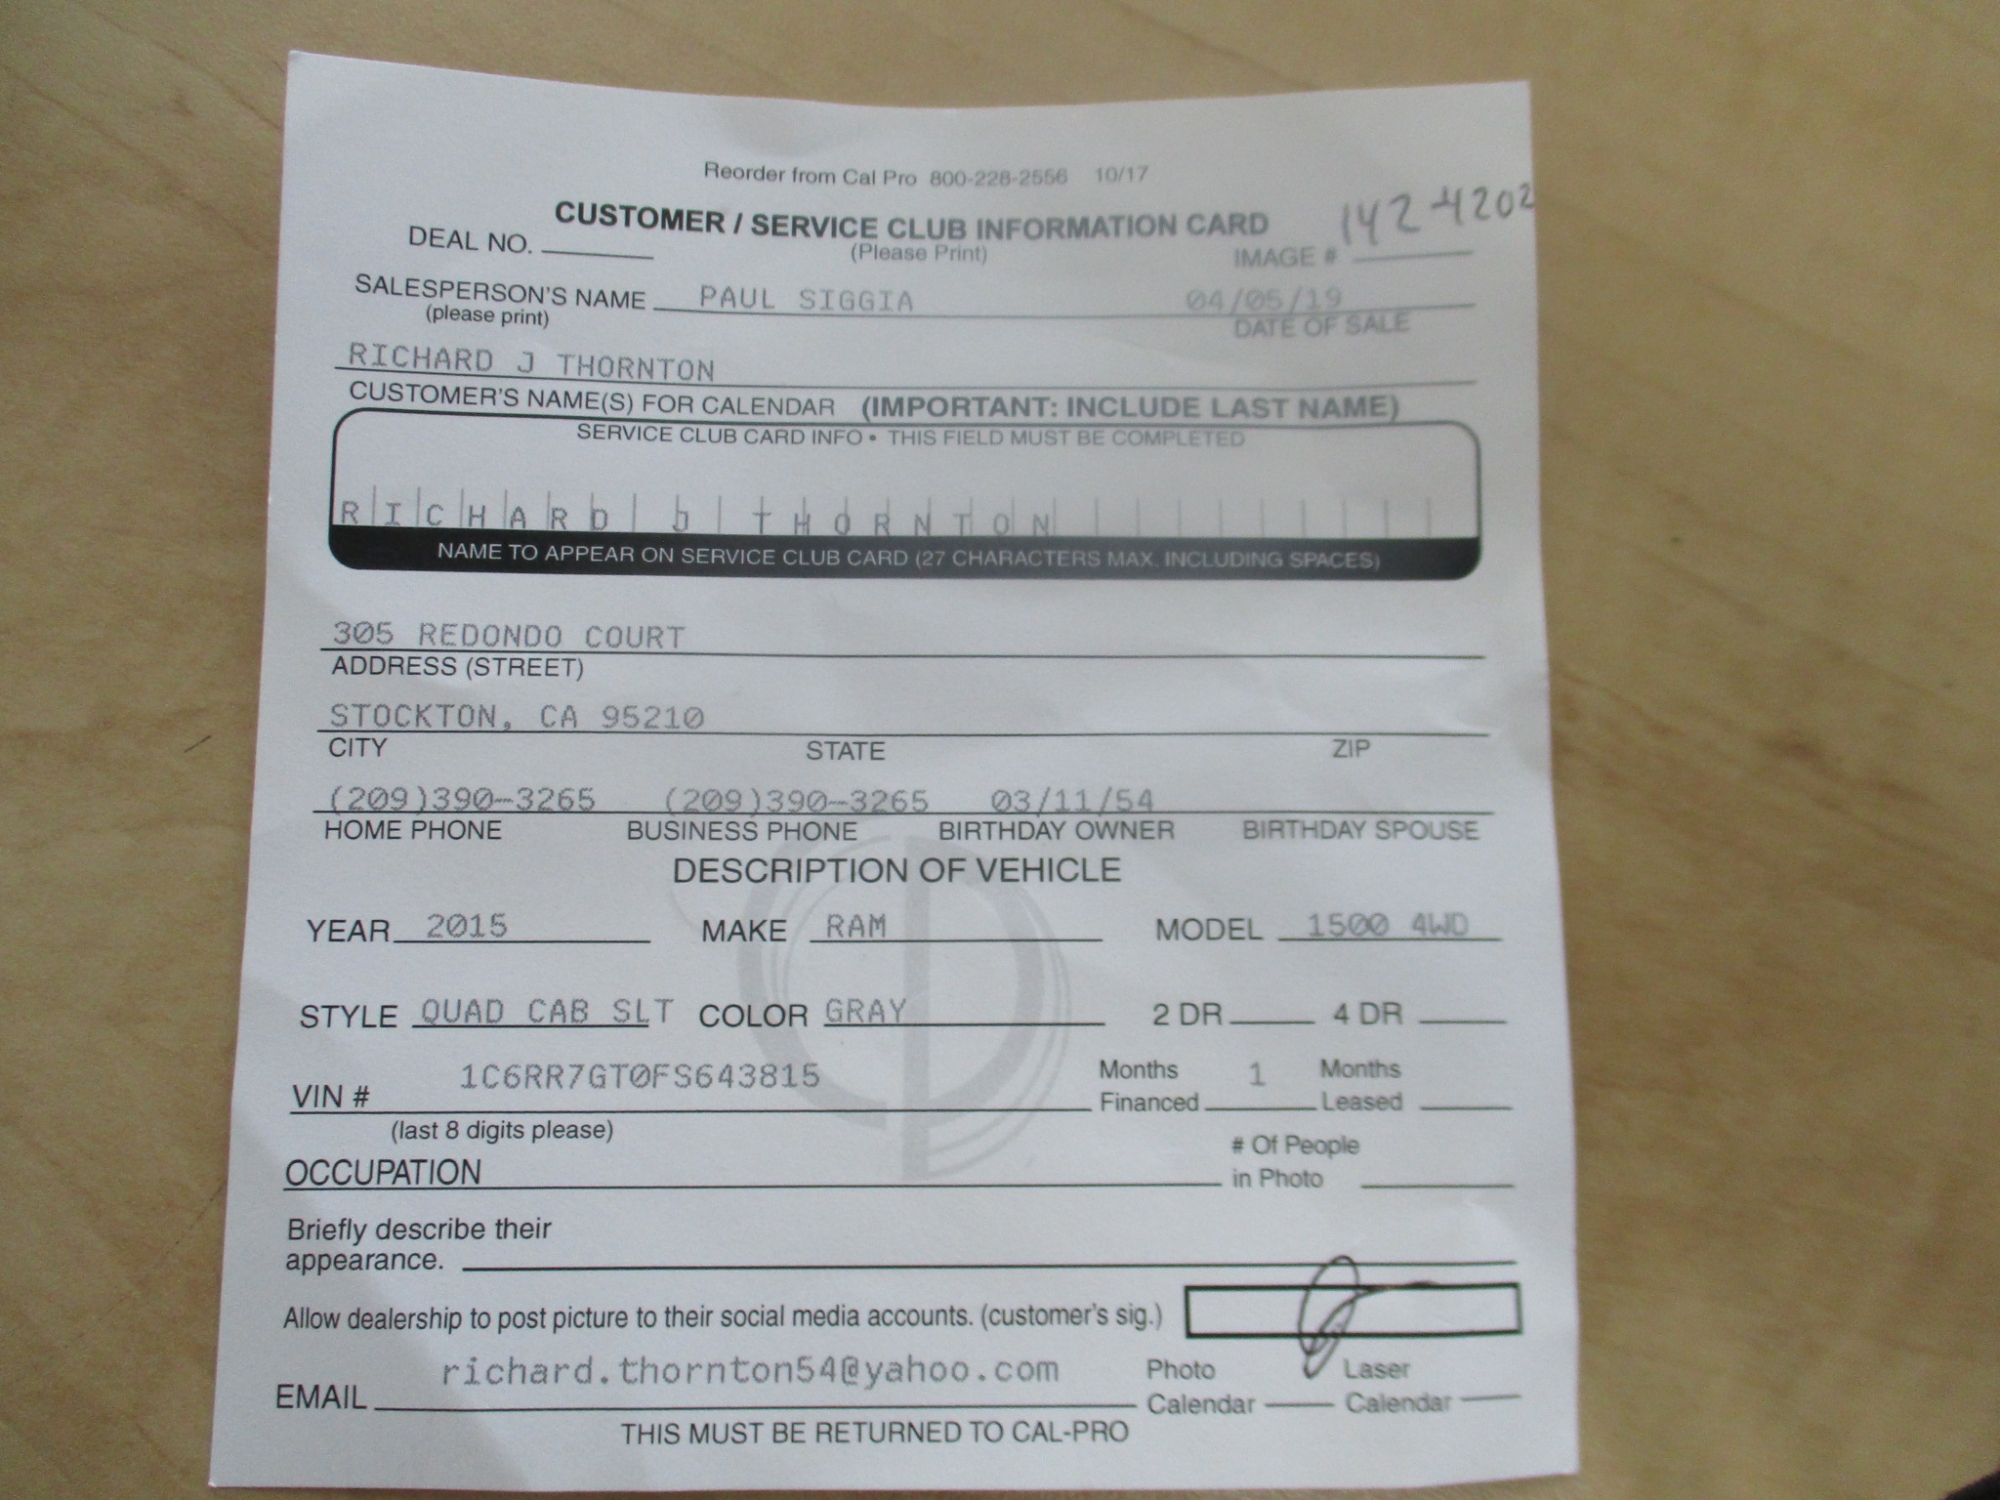 Reorder from Cal Pro 800-228-2556 10/17
CUSTOMER / SERVICE CLUB INFORMATION CARD 142-4202
DEAL NO. (Please Print) IMAGE #
SALESPERSON'S NAME PAUL SIGGIA 04/05/19
(please print) DATE OF SALE
RICHARD J THORNTON
CUSTOMER'S NAME(S) FOR CALENDAR (IMPORTANT: INCLUDE LAST NAME)
SERVICE CLUB CARD INFO • THIS FIELD MUST BE COMPLETED
RICHARD J THORNTON
NAME TO APPEAR ON SERVICE CLUB CARD (27 CHARACTERS MAX. INCLUDING SPACES)
305 REDONDO COURT
ADDRESS (STREET)
STOCKTON, CA 95210
CITY STATE ZIP
(209)390-3265 (209)390-3265 03/11/54
HOME PHONE BUSINESS PHONE BIRTHDAY OWNER BIRTHDAY SPOUSE
DESCRIPTION OF VEHICLE
YEAR 2015 MAKE RAM MODEL 1500 4WD
STYLE QUAD CAB SLT COLOR GRAY 2 DR 4 DR
VIN # 1C6RR7GT0FS643815 Months Financed 1 Months Leased
(last 8 digits please)
OCCUPATION # Of People in Photo
Briefly describe their
appearance.
Allow dealership to post picture to their social media accounts. (customer's sig.)
EMAIL richard.thornton54@yahoo.com Photo Calendar Laser Calendar
THIS MUST BE RETURNED TO CAL-PRO